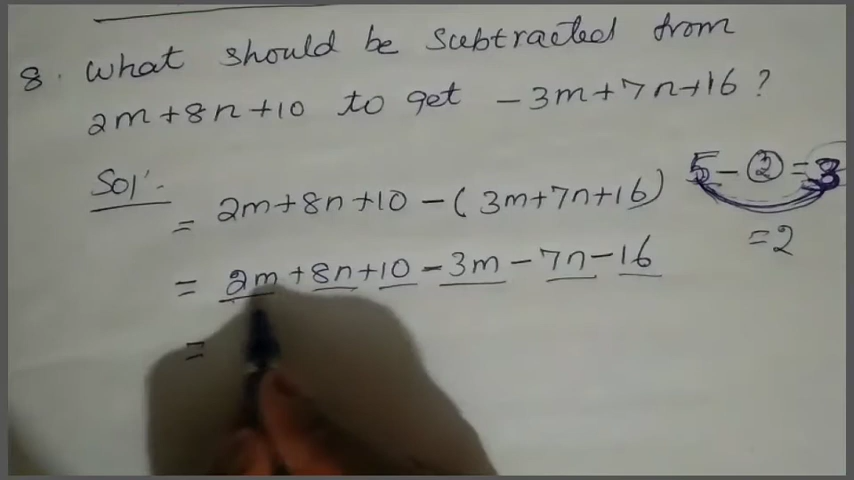 8. What should be subtracted from
2m+8n+10 to get -3m+7n+16?
Sol:-
5-2=3
= 2m+8n+10-(3m+7n+16)
=2
= 2m+8n+10-3m-7n-16
=